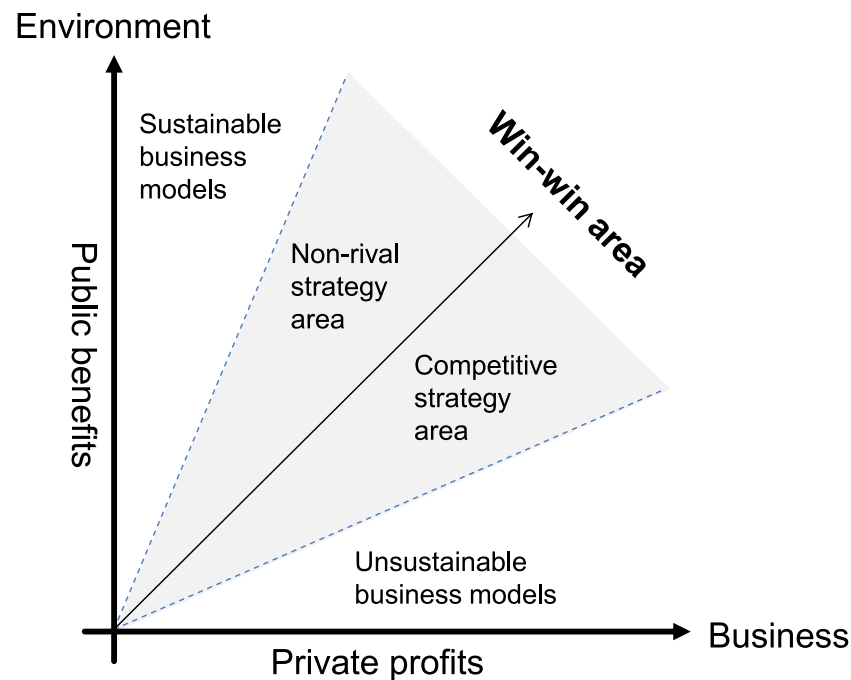 Environment
Sustainable
business
models
Win-win area
Non-rival
strategy
area
Public benefits
Competitive
strategy
area
Unsustainable
business models
Business
Private profits